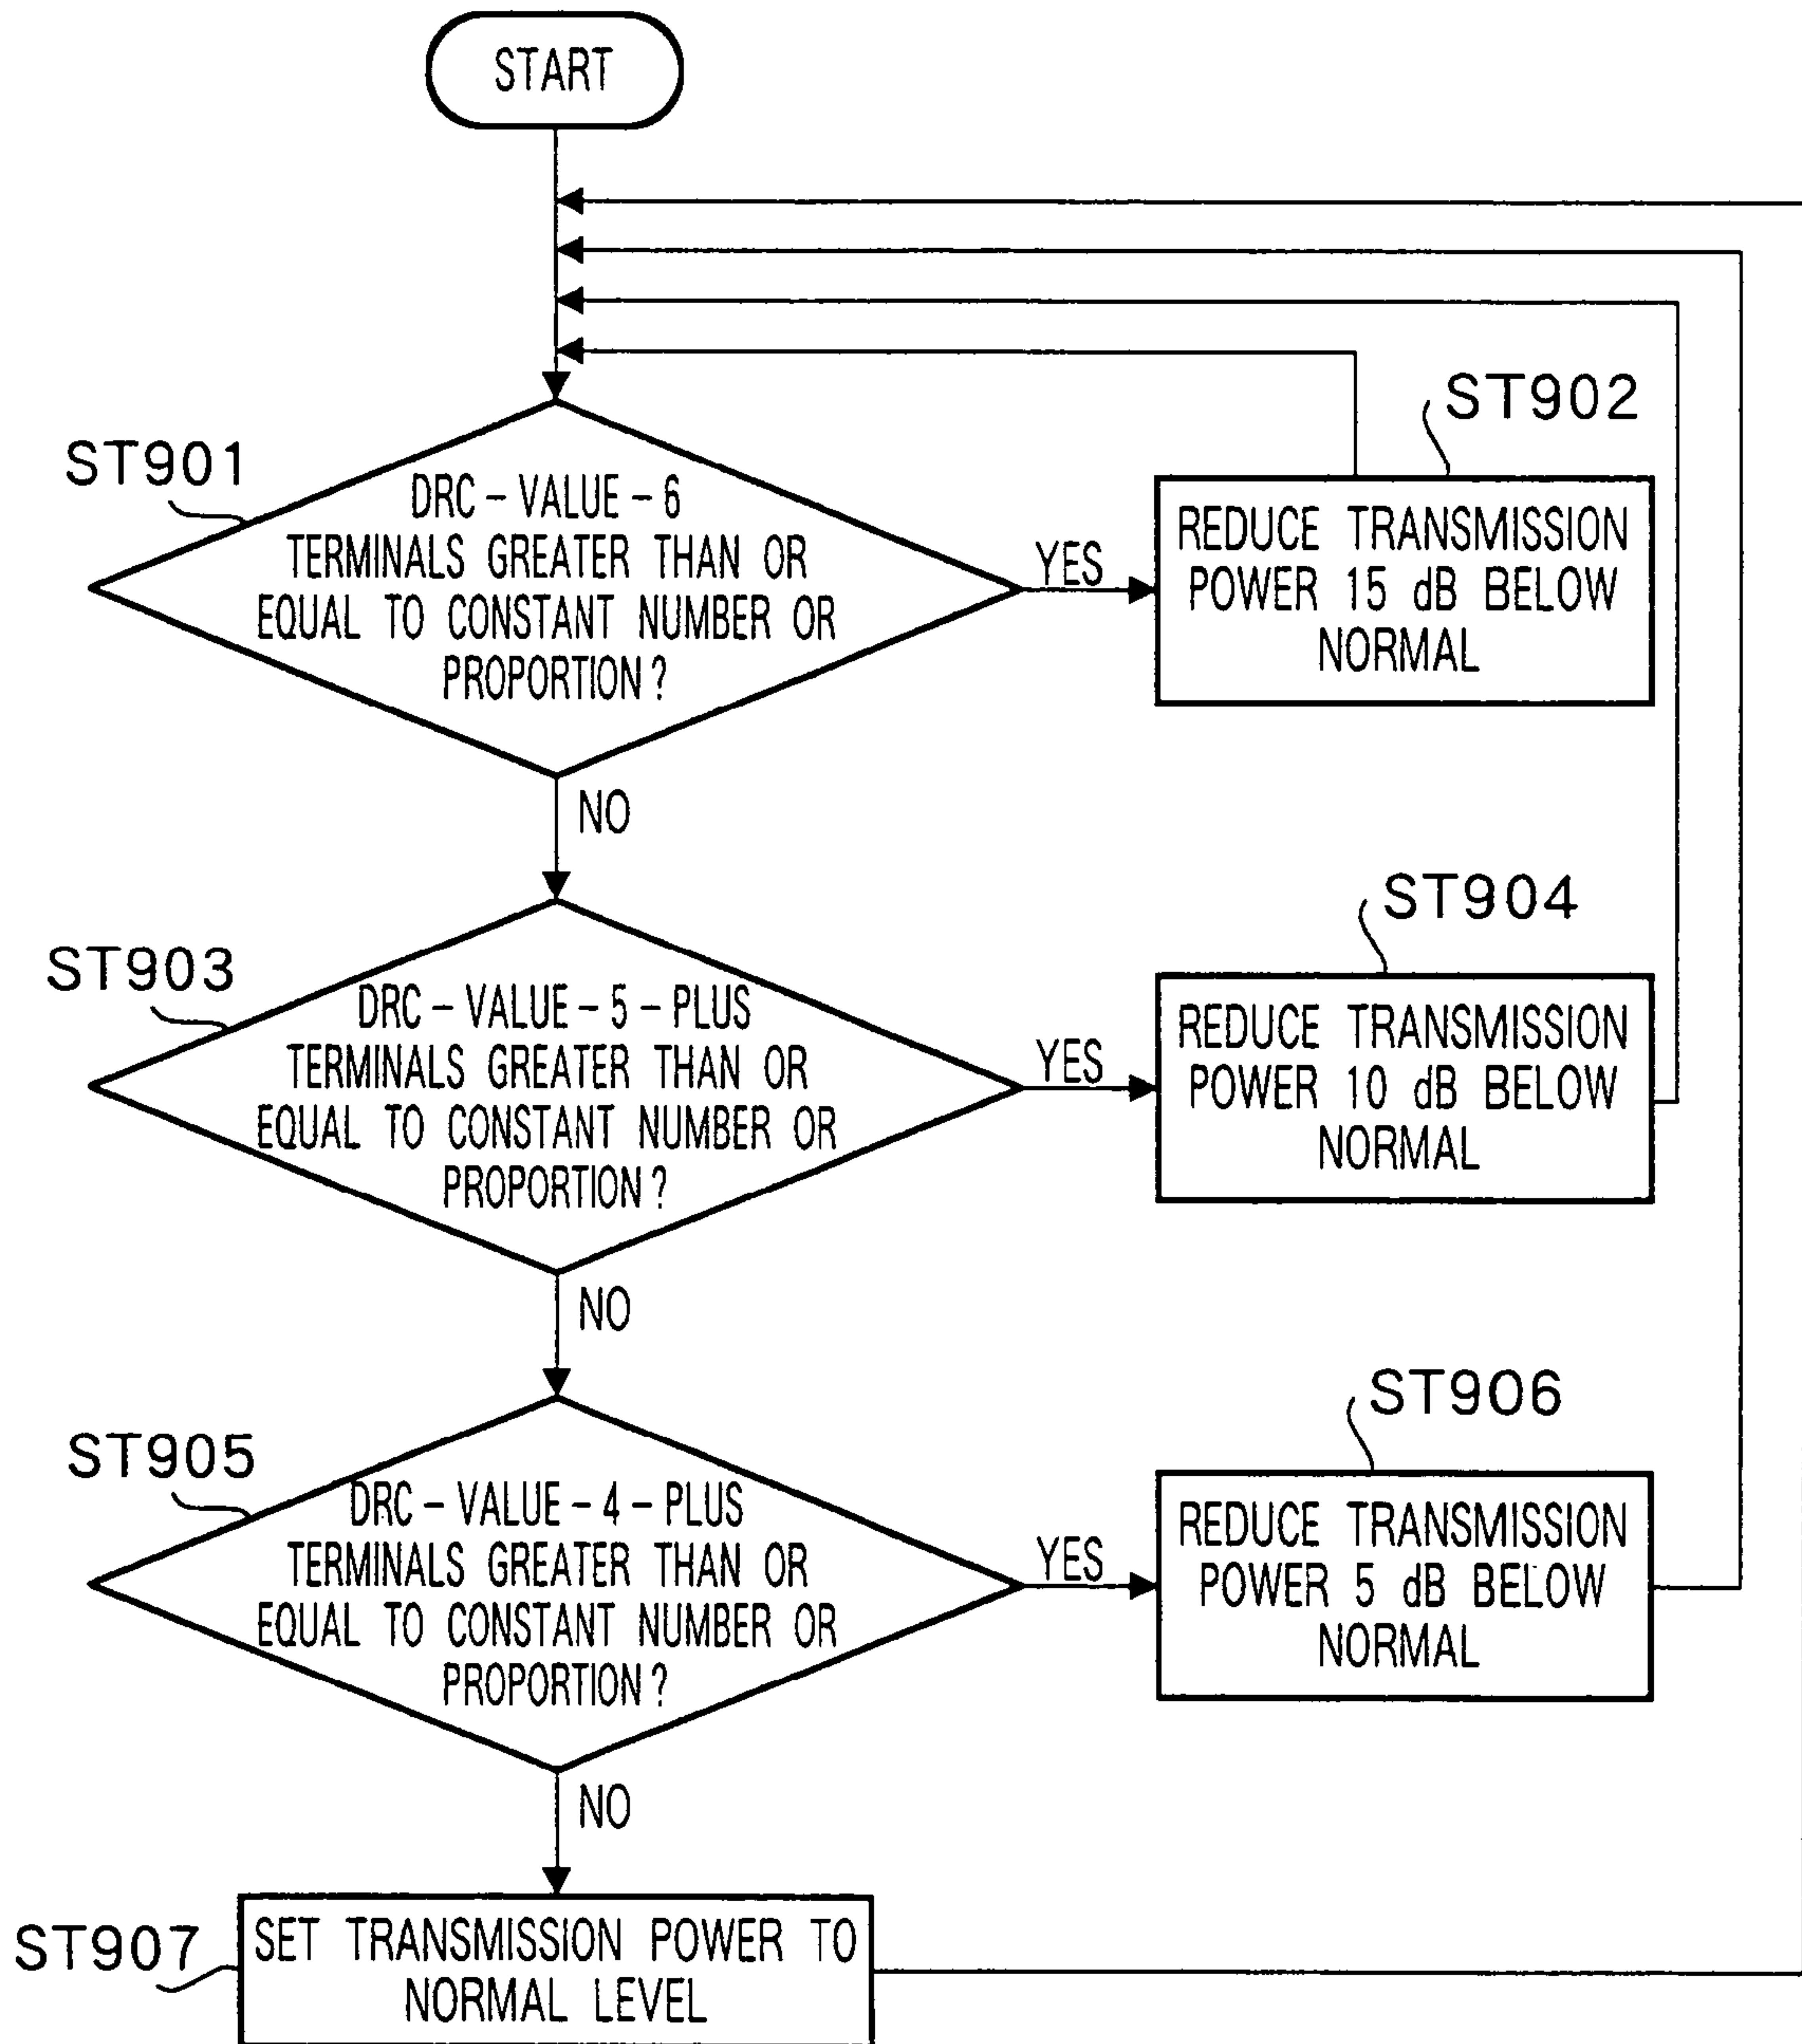 START
ST901
DRC – VALUE – 6
TERMINALS GREATER THAN OR
EQUAL TO CONSTANT NUMBER OR
PROPORTION?
YES
ST902
REDUCE TRANSMISSION
POWER 15 dB BELOW
NORMAL
NO
ST903
DRC – VALUE – 5 – PLUS
TERMINALS GREATER THAN OR
EQUAL TO CONSTANT NUMBER OR
PROPORTION?
YES
ST904
REDUCE TRANSMISSION
POWER 10 dB BELOW
NORMAL
NO
ST905
DRC – VALUE – 4 – PLUS
TERMINALS GREATER THAN OR
EQUAL TO CONSTANT NUMBER OR
PROPORTION?
YES
ST906
REDUCE TRANSMISSION
POWER 5 dB BELOW
NORMAL
NO
ST907
SET TRANSMISSION POWER TO
NORMAL LEVEL